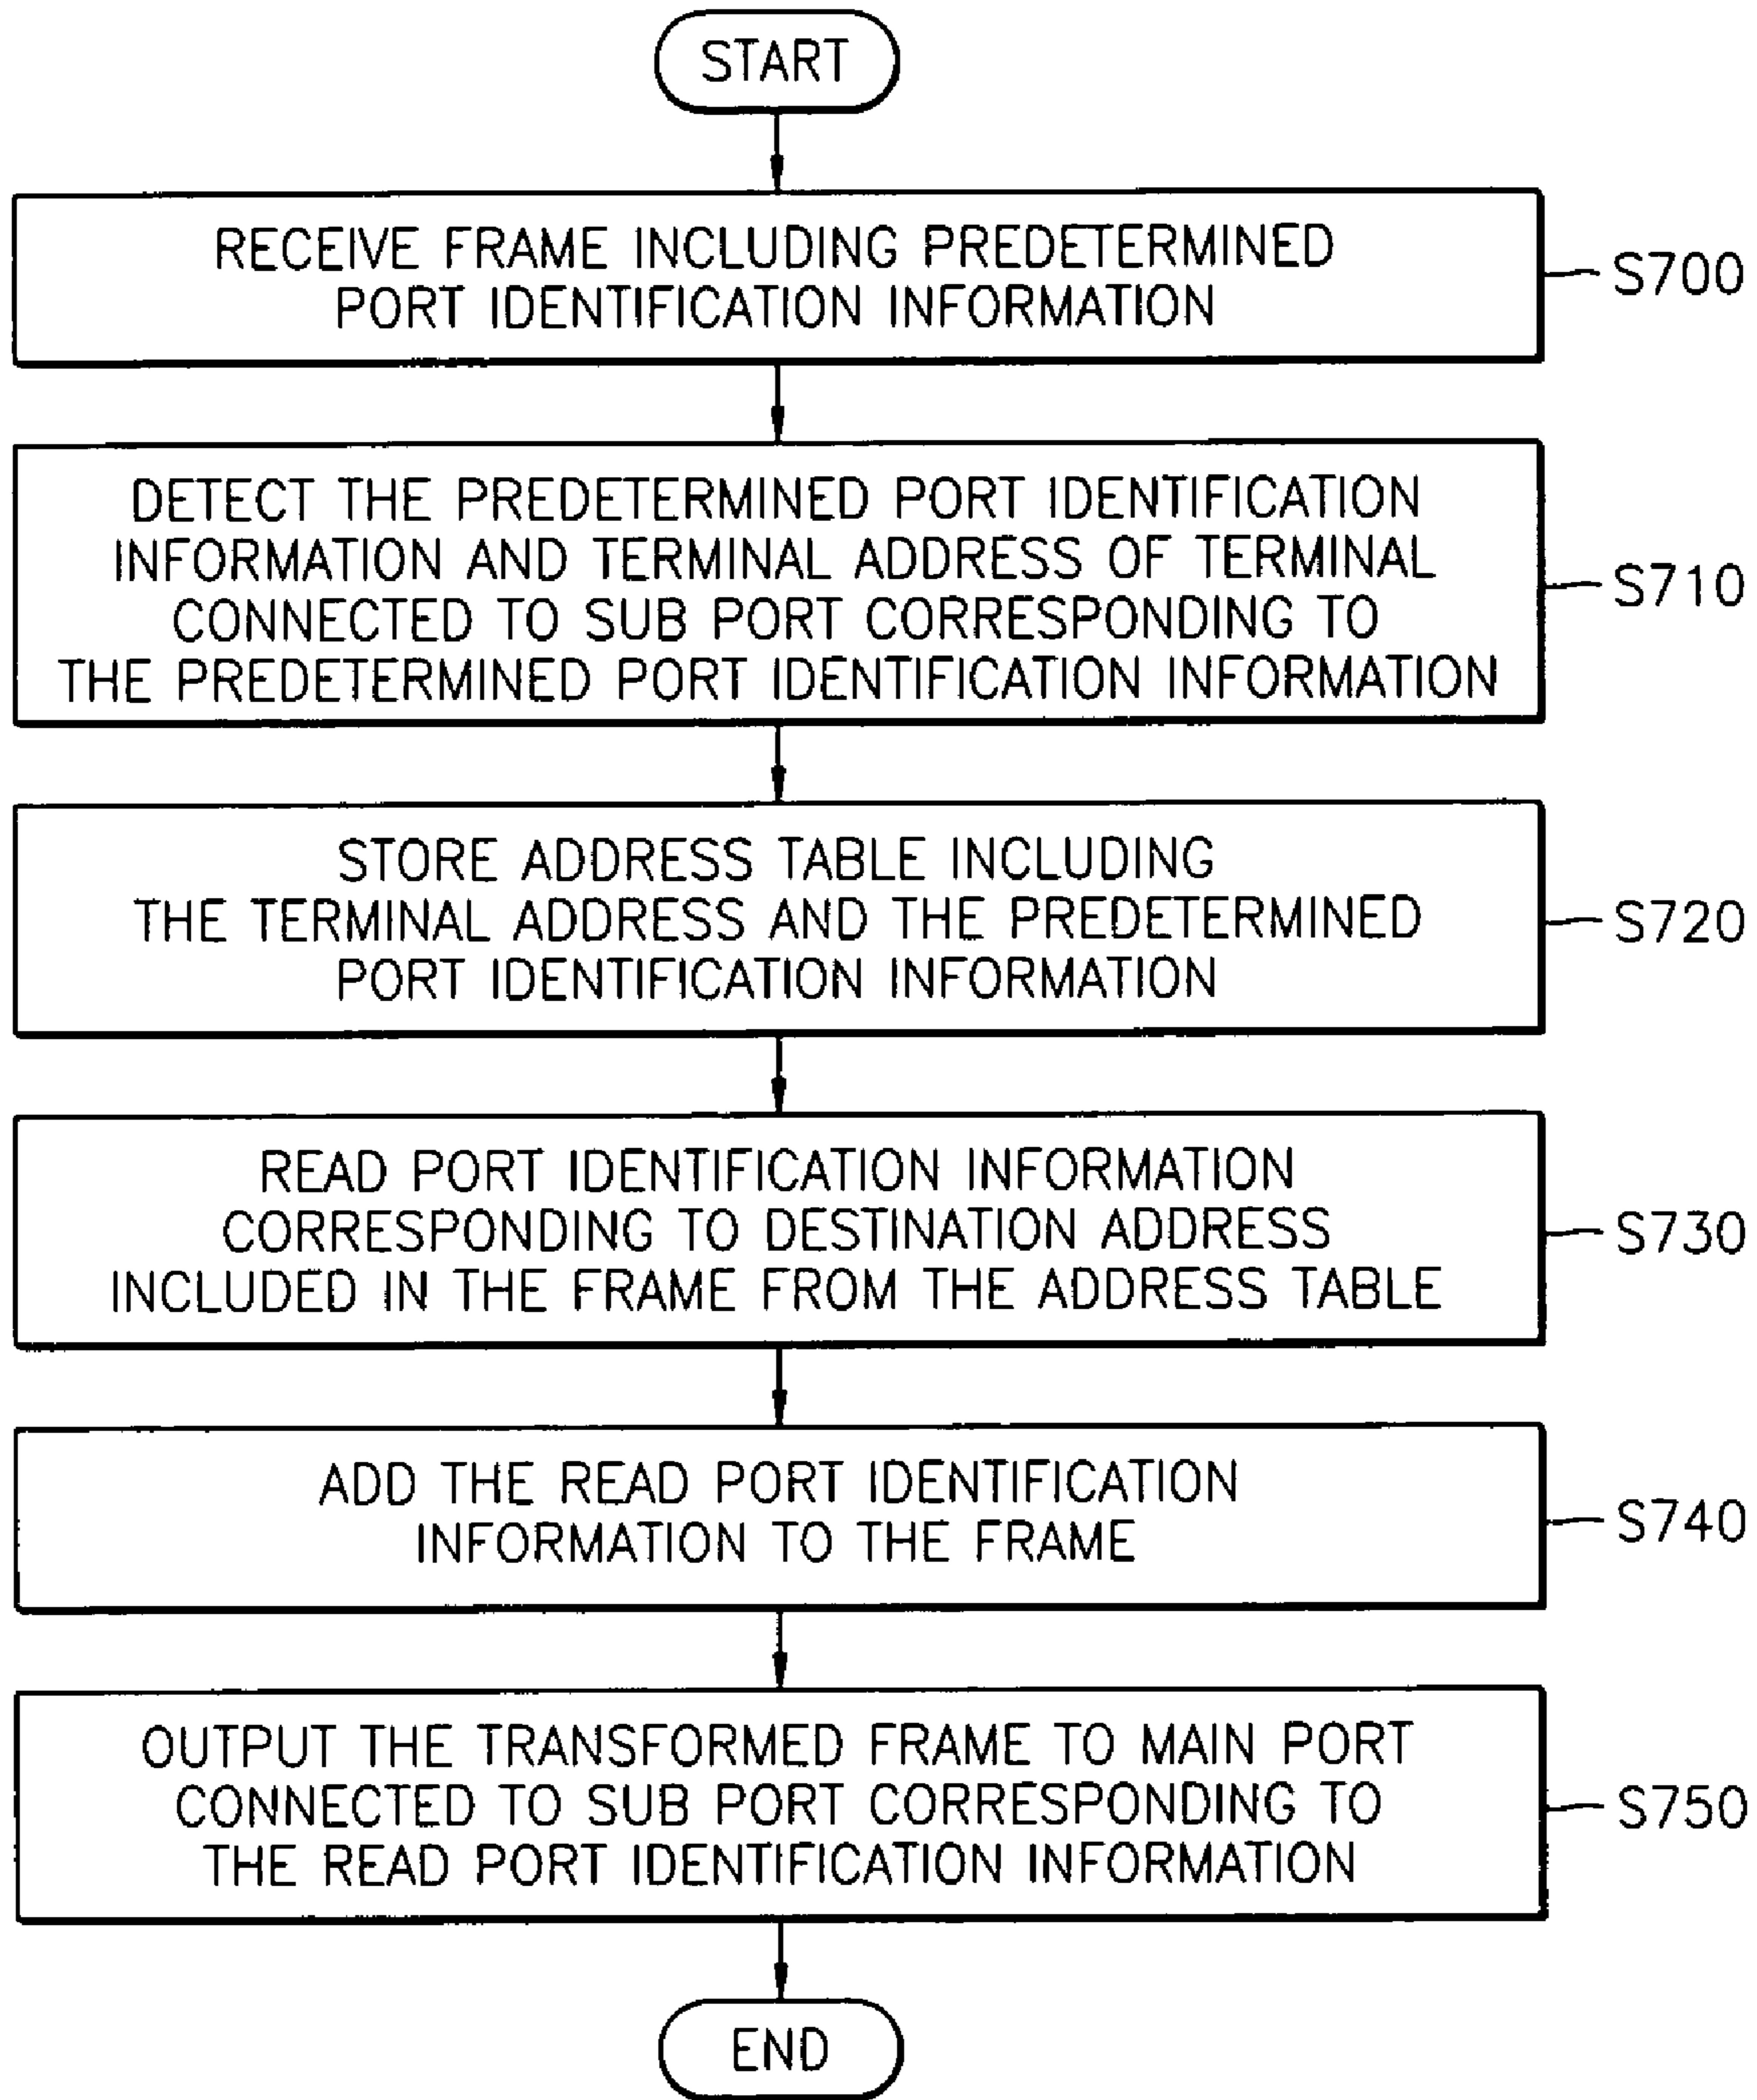 START
RECEIVE FRAME INCLUDING PREDETERMINED
PORT IDENTIFICATION INFORMATION
S700
DETECT THE PREDETERMINED PORT IDENTIFICATION
INFORMATION AND TERMINAL ADDRESS OF TERMINAL
CONNECTED TO SUB PORT CORRESPONDING TO
THE PREDETERMINED PORT IDENTIFICATION INFORMATION
S710
STORE ADDRESS TABLE INCLUDING
THE TERMINAL ADDRESS AND THE PREDETERMINED
PORT IDENTIFICATION INFORMATION
S720
READ PORT IDENTIFICATION INFORMATION
CORRESPONDING TO DESTINATION ADDRESS
INCLUDED IN THE FRAME FROM THE ADDRESS TABLE
S730
ADD THE READ PORT IDENTIFICATION
INFORMATION TO THE FRAME
S740
OUTPUT THE TRANSFORMED FRAME TO MAIN PORT
CONNECTED TO SUB PORT CORRESPONDING TO
THE READ PORT IDENTIFICATION INFORMATION
S750
END